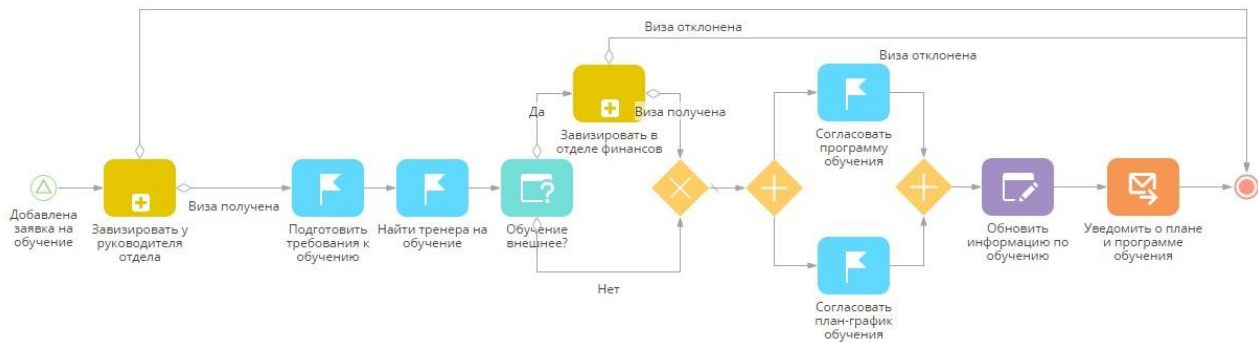 Виза отклонена
Виза отклонена
Да
Виза получена
Завизировать в
отделе финансов
Согласовать
программу
обучения
Добавлена
заявка на
обучение
Завизировать у
руководителя
отдела
Виза получена
Подготовить
требования к
обучению
Найти тренера на
обучение
Обучение
внешнее?
Обновить
информацию по
обучению
Уведомить о плане
и программе
обучения
Нет
Согласовать
план-график
обучения